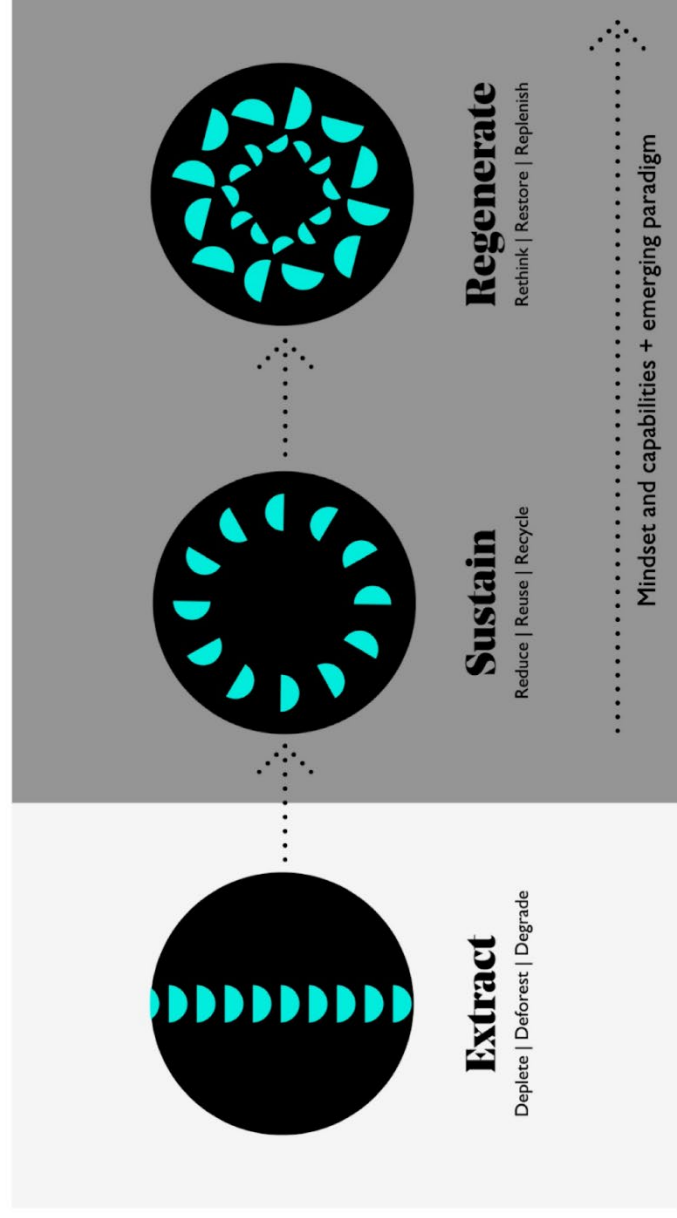 Extract
Deplete | Deforest | Degrade
Sustain
Reduce | Reuse | Recycle
Regenerate
Rethink | Restore | Replenish
Mindset and capabilities + emerging paradigm